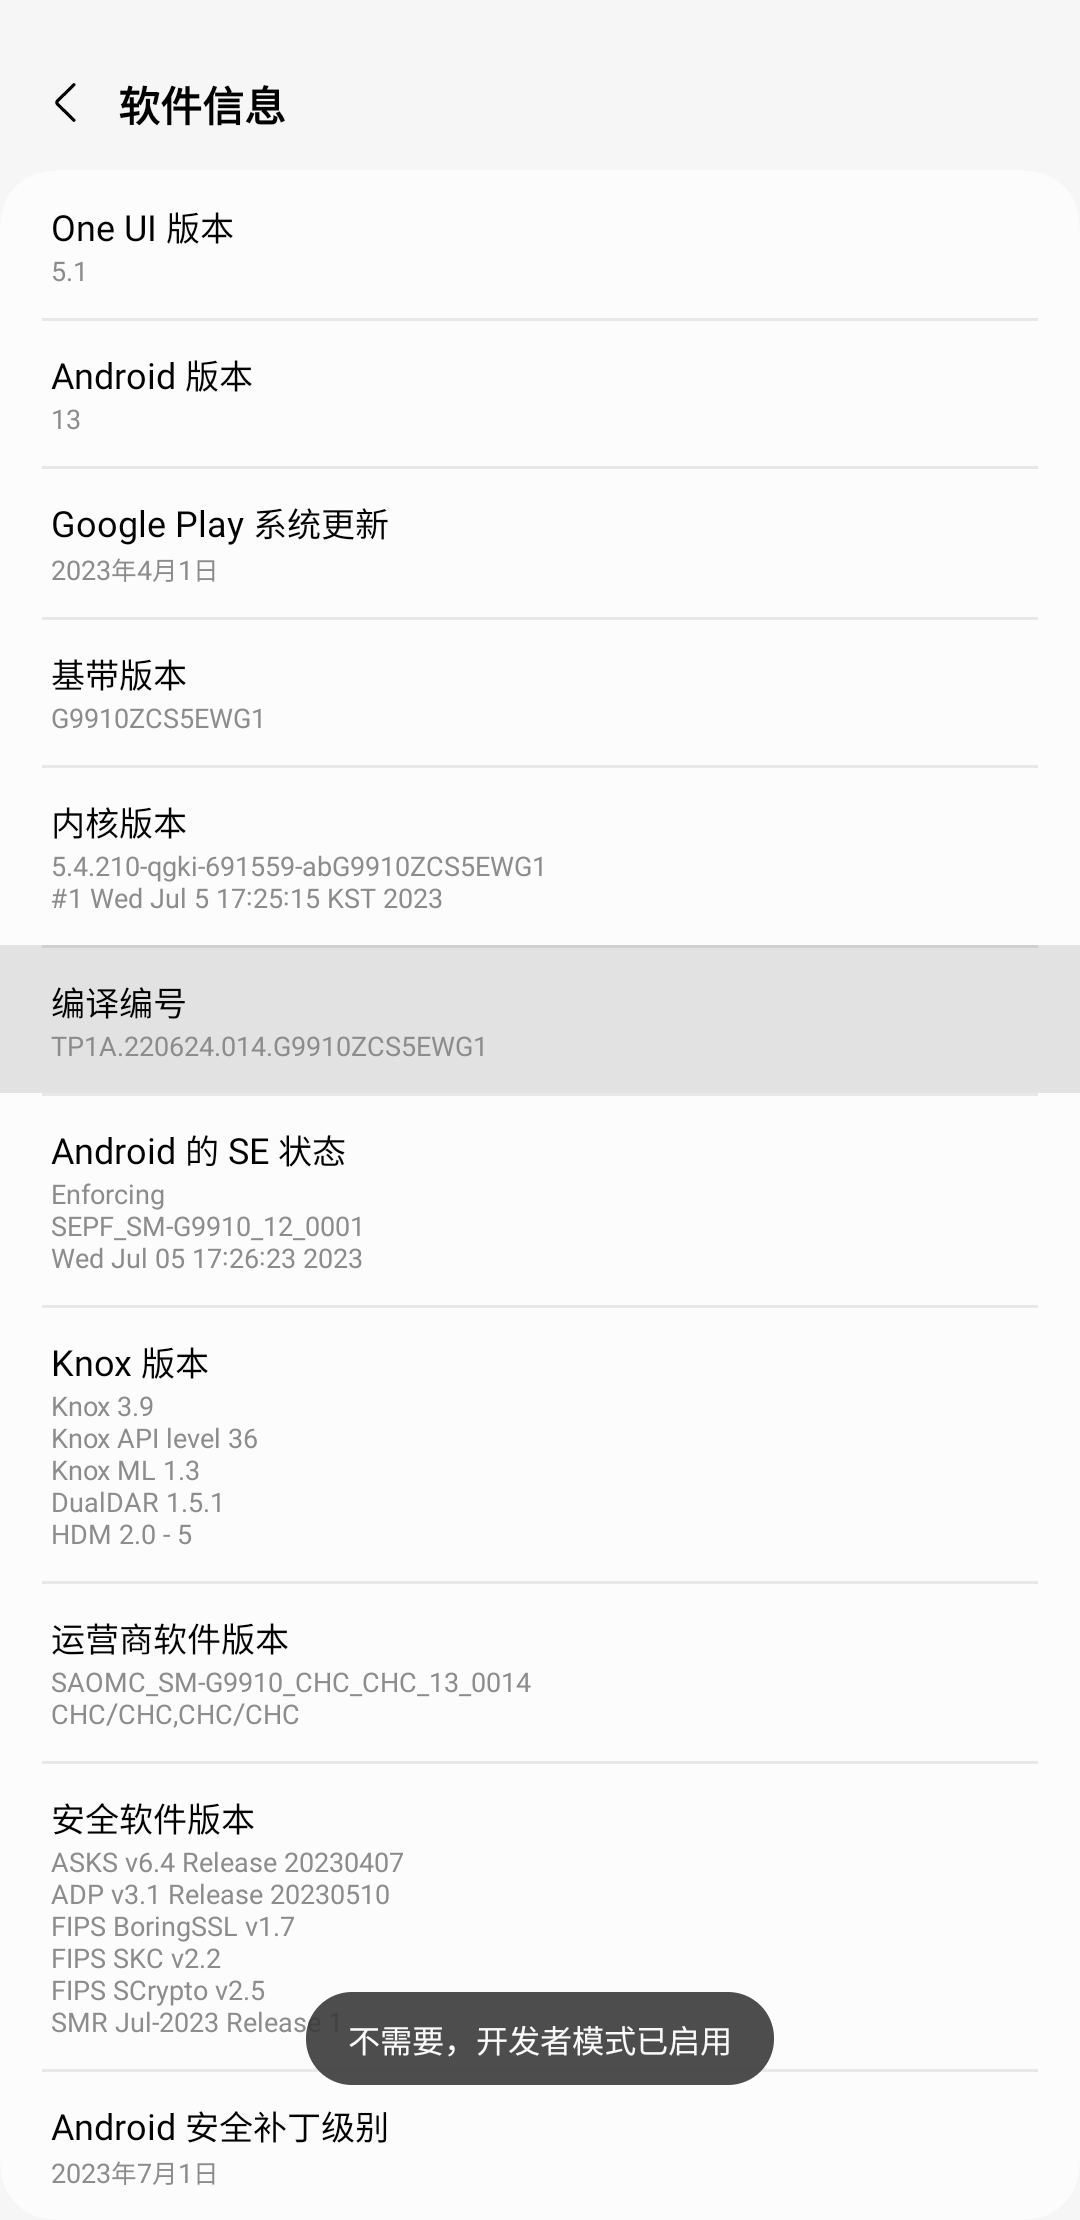 软件信息
One UI 版本
5.1
Android 版本
13
Google Play 系统更新
2023年4月1日
基带版本
G9910ZCS5EWG1
内核版本
5.4.210-qgki-691559-abG9910ZCS5EWG1
#1 Wed Jul 5 17:25:15 KST 2023
编译编号
TP1A.220624.014.G9910ZCS5EWG1
Android 的 SE 状态
Enforcing
SEPF_SM-G9910_12_0001
Wed Jul 05 17:26:23 2023
Knox 版本
Knox 3.9
Knox API level 36
Knox ML 1.3
DualDAR 1.5.1
HDM 2.0 - 5
运营商软件版本
SAOMC_SM-G9910_CHC_CHC_13_0014
CHC/CHC,CHC/CHC
安全软件版本
ASKS v6.4 Release 20230407
ADP v3.1 Release 20230510
FIPS BoringSSL v1.7
FIPS SKC v2.2
FIPS SCrypto v2.5
SMR Jul-2023 Release 1
不需要，开发者模式已启用
Android 安全补丁级别
2023年7月1日